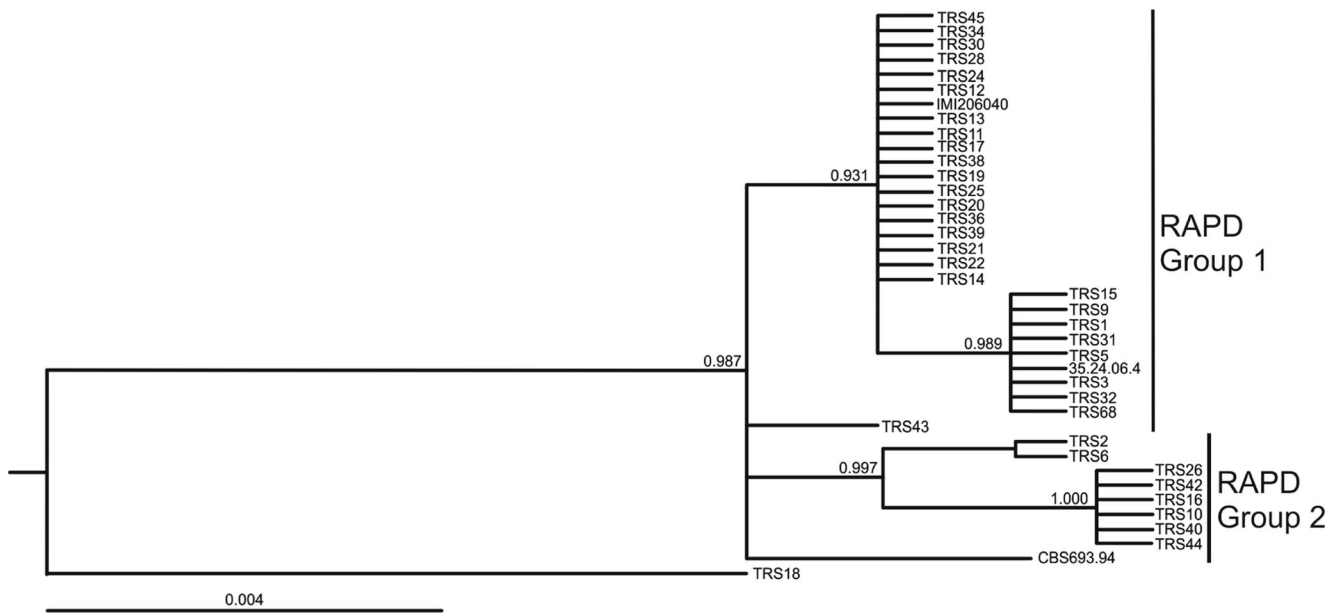 TRS45
TRS34
TRS30
TRS28
TRS24
TRS12
IMI206040
TRS13
TRS11
TRS17
TRS38
0.931
TRS19
TRS25
TRS20
TRS36
TRS39
TRS21
TRS22
TRS14
RAPD
Group 1
TRS15
TRS9
TRS1
TRS31
0.989
TRS5
35.24.06.4
TRS3
TRS32
TRS68
0.987
TRS43
TRS2
TRS6
0.997
TRS26
TRS42
1.000
TRS16
TRS10
TRS40
TRS44
RAPD
Group 2
CBS693.94
TRS18
0.004